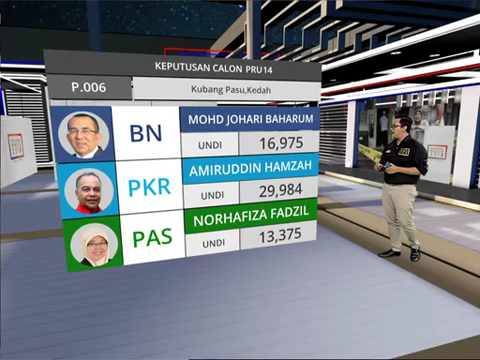 KEPUTUSAN CALON PRU14
P.006
Kubang Pasu,Kedah
BN
MOHD JOHARI BAHARUM
UNDI 16,975
PKR
AMIRUDDIN HAMZAH
UNDI 29,984
PAS
NORHAFIZA FADZIL
UNDI 13,375